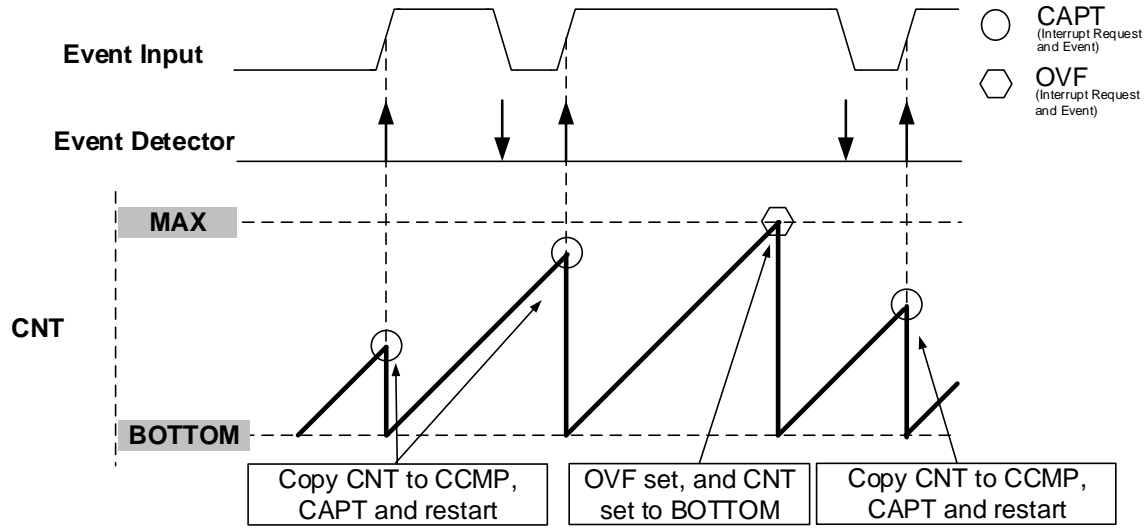 CAPT
(Interrupt Request
and Event)
Event Input
OVF
(Interrupt Request
and Event)
Event Detector
MAX
CNT
BOTTOM
Copy CNT to CCMP,
CAPT and restart
OVF set, and CNT
set to BOTTOM
Copy CNT to CCMP,
CAPT and restart